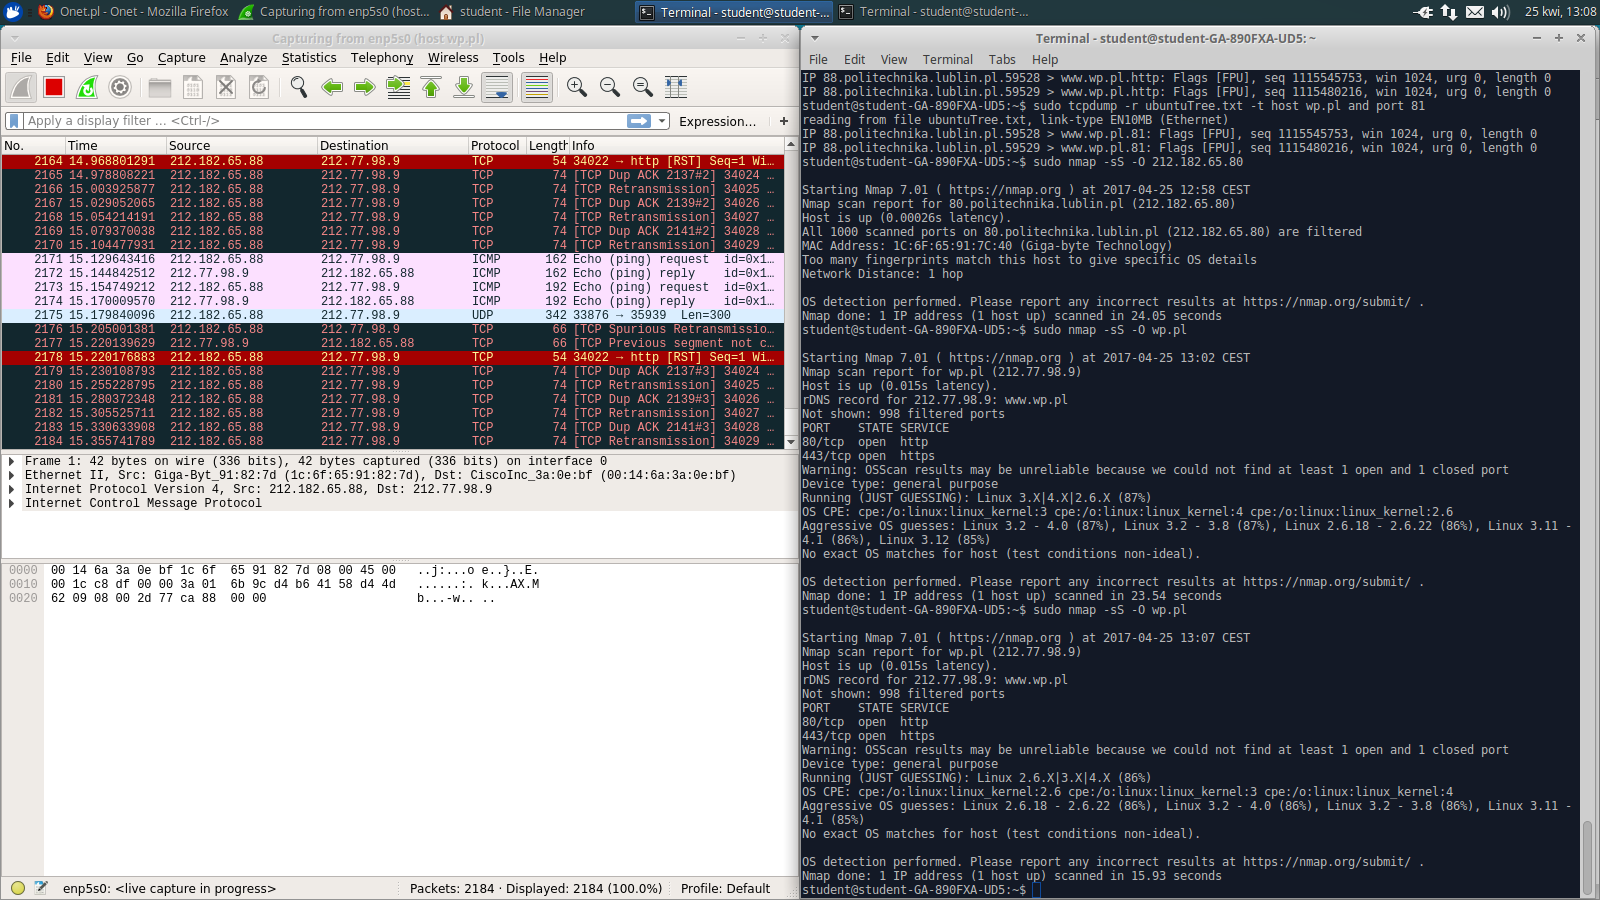 Onet.pl - Onet - Mozilla Firefox
Capturing from enp5s0 (host...
student - File Manager
Terminal - student@student-...
Terminal - student@student-...
25 kwi, 13:08
Capturing from enp5s0 (host wp.pl)
File Edit View Go Capture Analyze Statistics Telephony Wireless Tools Help
Apply a display filter ... <Ctrl-/>
Expression...
+
No. Time Source Destination Protocol Length Info
2164 14.968801291 212.182.65.88 212.77.98.9 TCP 54 34022 → http [RST] Seq=1 Wi...
2165 14.978808221 212.182.65.88 212.77.98.9 TCP 74 [TCP Dup ACK 2137#2] 34024 ...
2166 15.003925877 212.182.65.88 212.77.98.9 TCP 74 [TCP Retransmission] 34025 ...
2167 15.029052065 212.182.65.88 212.77.98.9 TCP 74 [TCP Dup ACK 2139#2] 34026 ...
2168 15.054214191 212.182.65.88 212.77.98.9 TCP 74 [TCP Retransmission] 34027 ...
2169 15.079370038 212.182.65.88 212.77.98.9 TCP 74 [TCP Dup ACK 2141#2] 34028 ...
2170 15.104477931 212.182.65.88 212.77.98.9 TCP 74 [TCP Retransmission] 34029 ...
2171 15.129643416 212.182.65.88 212.77.98.9 ICMP 162 Echo (ping) request id=0x1...
2172 15.144842512 212.77.98.9 212.182.65.88 ICMP 162 Echo (ping) reply id=0x1...
2173 15.154749212 212.182.65.88 212.77.98.9 ICMP 192 Echo (ping) request id=0x1...
2174 15.170009570 212.77.98.9 212.182.65.88 ICMP 192 Echo (ping) reply id=0x1...
2175 15.179840096 212.182.65.88 212.77.98.9 UDP 342 33876 → 35939 Len=300
2176 15.205001381 212.182.65.88 212.77.98.9 TCP 66 [TCP Spurious Retransmissio...
2177 15.220139629 212.77.98.9 212.182.65.88 TCP 66 [TCP Previous segment not c...
2178 15.220176883 212.182.65.88 212.77.98.9 TCP 54 34022 → http [RST] Seq=1 Wi...
2179 15.230108793 212.182.65.88 212.77.98.9 TCP 74 [TCP Dup ACK 2137#3] 34024 ...
2180 15.255228795 212.182.65.88 212.77.98.9 TCP 74 [TCP Retransmission] 34025 ...
2181 15.280372348 212.182.65.88 212.77.98.9 TCP 74 [TCP Dup ACK 2139#3] 34026 ...
2182 15.305525711 212.182.65.88 212.77.98.9 TCP 74 [TCP Retransmission] 34027 ...
2183 15.330633908 212.182.65.88 212.77.98.9 TCP 74 [TCP Dup ACK 2141#3] 34028 ...
2184 15.355741789 212.182.65.88 212.77.98.9 TCP 74 [TCP Retransmission] 34029 ...
Frame 1: 42 bytes on wire (336 bits), 42 bytes captured (336 bits) on interface 0
Ethernet II, Src: Giga-Byt_91:82:7d (1c:6f:65:91:82:7d), Dst: CiscoInc_3a:0e:bf (00:14:6a:3a:0e:bf)
Internet Protocol Version 4, Src: 212.182.65.88, Dst: 212.77.98.9
Internet Control Message Protocol
0000 00 14 6a 3a 0e bf 1c 6f 65 91 82 7d 08 00 45 00 ..j:...o e..}..E.
0010 00 1c c8 df 00 00 3a 01 6b 9c d4 b6 41 58 d4 4d ......:. k...AX.M
0020 62 09 08 00 2d 77 ca 88 00 00 b...-w.. ..
enp5s0: <live capture in progress>
Packets: 2184 · Displayed: 2184 (100.0%)
Profile: Default
Terminal - student@student-GA-890FXA-UD5: ~
File Edit View Terminal Tabs Help
IP 88.politechnika.lublin.pl.59528 > www.wp.pl.http: Flags [FPU], seq 1115545753, win 1024, urg 0, length 0
IP 88.politechnika.lublin.pl.59529 > www.wp.pl.http: Flags [FPU], seq 1115480216, win 1024, urg 0, length 0
student@student-GA-890FXA-UD5:~$ sudo tcpdump -r ubuntuTree.txt -t host wp.pl and port 81
reading from file ubuntuTree.txt, link-type EN10MB (Ethernet)
IP 88.politechnika.lublin.pl.59528 > www.wp.pl.81: Flags [FPU], seq 1115545753, win 1024, urg 0, length 0
IP 88.politechnika.lublin.pl.59529 > www.wp.pl.81: Flags [FPU], seq 1115480216, win 1024, urg 0, length 0
student@student-GA-890FXA-UD5:~$ sudo nmap -sS -O 212.182.65.80
Starting Nmap 7.01 ( https://nmap.org ) at 2017-04-25 12:58 CEST
Nmap scan report for 80.politechnika.lublin.pl (212.182.65.80)
Host is up (0.00026s latency).
All 1000 scanned ports on 80.politechnika.lublin.pl (212.182.65.80) are filtered
MAC Address: 1C:6F:65:91:7C:40 (Giga-byte Technology)
Too many fingerprints match this host to give specific OS details
Network Distance: 1 hop
OS detection performed. Please report any incorrect results at https://nmap.org/submit/ .
Nmap done: 1 IP address (1 host up) scanned in 24.05 seconds
student@student-GA-890FXA-UD5:~$ sudo nmap -sS -O wp.pl
Starting Nmap 7.01 ( https://nmap.org ) at 2017-04-25 13:02 CEST
Nmap scan report for wp.pl (212.77.98.9)
Host is up (0.015s latency).
rDNS record for 212.77.98.9: www.wp.pl
Not shown: 998 filtered ports
PORT STATE SERVICE
80/tcp open http
443/tcp open https
Warning: OSScan results may be unreliable because we could not find at least 1 open and 1 closed port
Device type: general purpose
Running (JUST GUESSING): Linux 3.X|4.X|2.6.X (87%)
OS CPE: cpe:/o:linux:linux_kernel:3 cpe:/o:linux:linux_kernel:4 cpe:/o:linux:linux_kernel:2.6
Aggressive OS guesses: Linux 3.2 - 4.0 (87%), Linux 3.2 - 3.8 (87%), Linux 2.6.18 - 2.6.22 (86%), Linux 3.11 -
4.1 (86%), Linux 3.12 (85%)
No exact OS matches for host (test conditions non-ideal).
OS detection performed. Please report any incorrect results at https://nmap.org/submit/ .
Nmap done: 1 IP address (1 host up) scanned in 23.54 seconds
student@student-GA-890FXA-UD5:~$ sudo nmap -sS -O wp.pl
Starting Nmap 7.01 ( https://nmap.org ) at 2017-04-25 13:07 CEST
Nmap scan report for wp.pl (212.77.98.9)
Host is up (0.015s latency).
rDNS record for 212.77.98.9: www.wp.pl
Not shown: 998 filtered ports
PORT STATE SERVICE
80/tcp open http
443/tcp open https
Warning: OSScan results may be unreliable because we could not find at least 1 open and 1 closed port
Device type: general purpose
Running (JUST GUESSING): Linux 2.6.X|3.X|4.X (86%)
OS CPE: cpe:/o:linux:linux_kernel:2.6 cpe:/o:linux:linux_kernel:3 cpe:/o:linux:linux_kernel:4
Aggressive OS guesses: Linux 2.6.18 - 2.6.22 (86%), Linux 3.2 - 4.0 (86%), Linux 3.2 - 3.8 (86%), Linux 3.11 -
4.1 (85%)
No exact OS matches for host (test conditions non-ideal).
OS detection performed. Please report any incorrect results at https://nmap.org/submit/ .
Nmap done: 1 IP address (1 host up) scanned in 15.93 seconds
student@student-GA-890FXA-UD5:~$